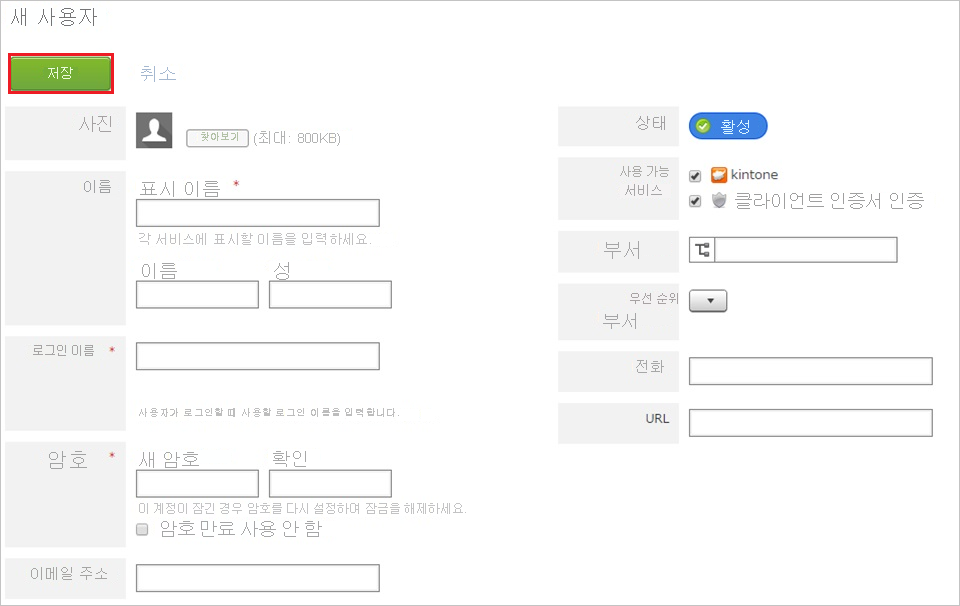 새 사용자
저장 취소
사진
찾아보기 (최대: 800KB)
이름
표시 이름 *
각 서비스에 표시할 이름을 입력하세요.
이름 성
로그인 이름 *
사용자가 로그인할 때 사용할 로그인 이름을 입력합니다.
암호 *
새 암호 확인
이 계정이 잠긴 경우 암호를 다시 설정하여 잠금을 해제하세요.
암호 만료 사용 안 함
이메일 주소
상태 활성
사용 가능
서비스
kintone
클라이언트 인증서 인증
부서
우선 순위
부서
전화
URL